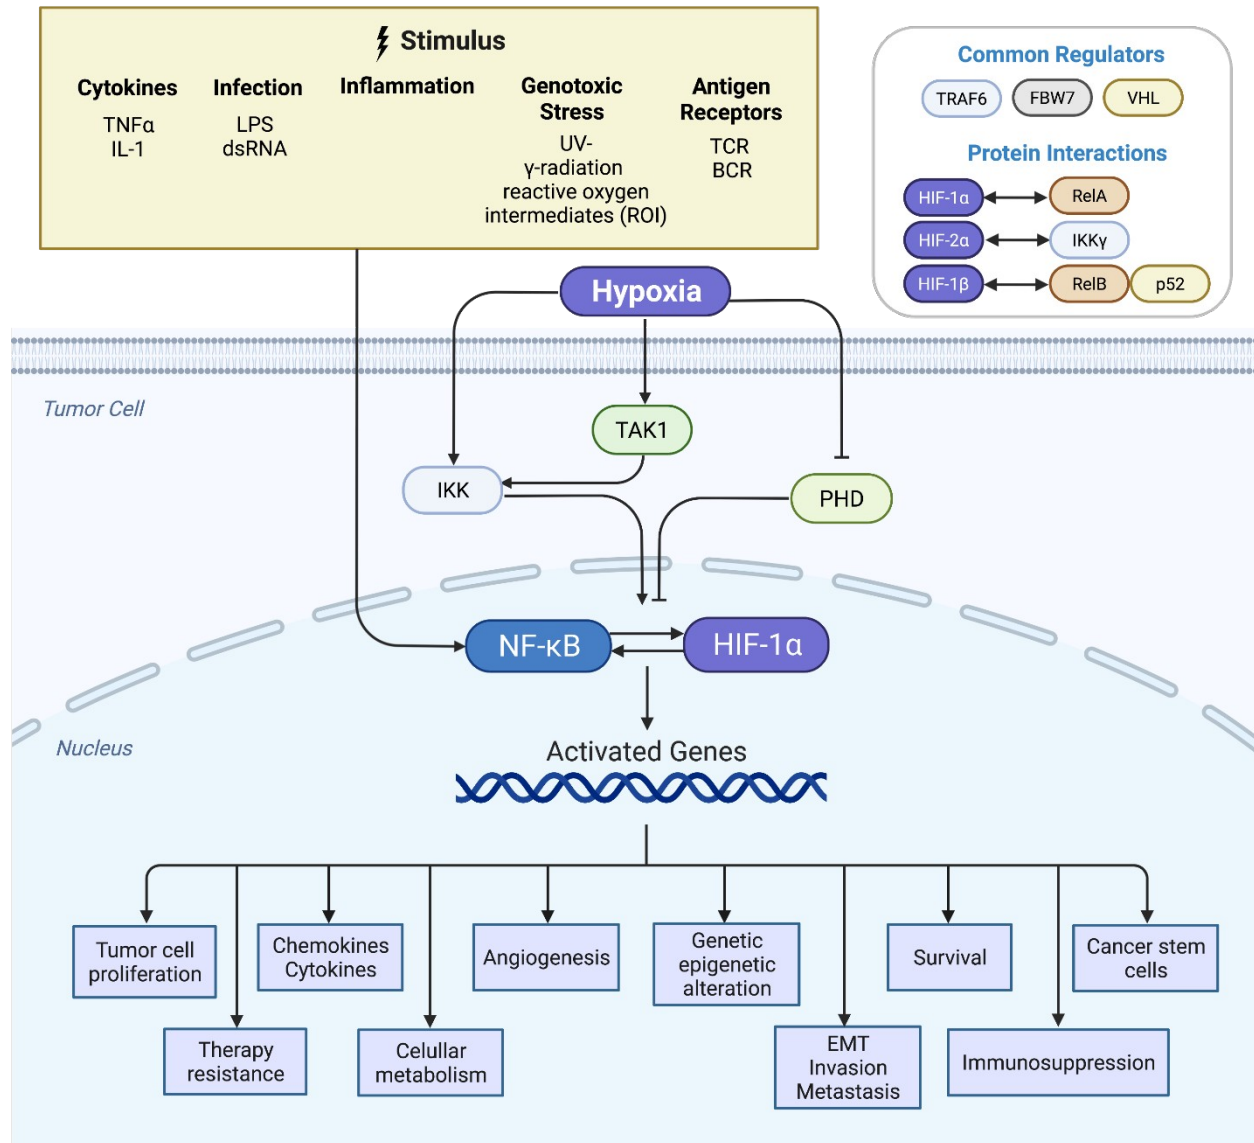 Stimulus
Cytokines
TNFα
IL-1
Infection
LPS
dsRNA
Inflammation
Genotoxic
Stress
UV-
γ-radiation
reactive oxygen
intermediates (ROI)
Antigen
Receptors
TCR
BCR
Common Regulators
TRAF6
FBW7
VHL
Protein Interactions
HIF-1α
RelA
HIF-2α
IKKγ
HIF-1β
RelB
p52
Hypoxia
Tumor Cell
TAK1
IKK
PHD
NF-κB
HIF-1α
Nucleus
Activated Genes
Tumor cell
proliferation
Chemokines
Cytokines
Angiogenesis
Genetic
epigenetic
alteration
Survival
Cancer stem
cells
Therapy
resistance
Celullar
metabolism
EMT
Invasion
Metastasis
Immunosuppression